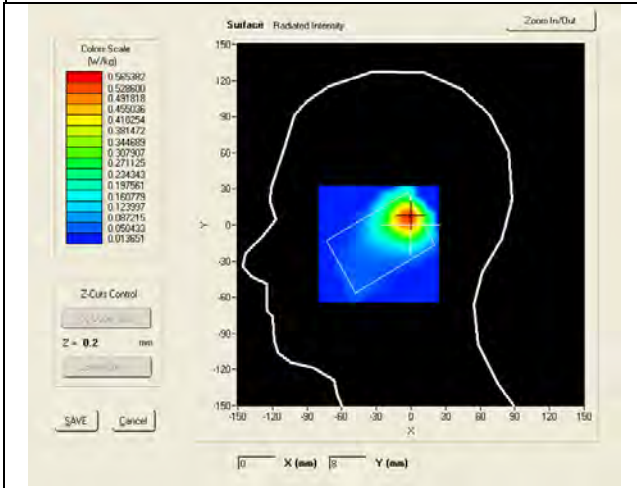 Surface Radiated Intensity
Zoom In/Out
Colors Scale
(W/kg)
0.565382
0.528600
0.491818
0.455036
0.418254
0.381472
0.344689
0.307907
0.271125
0.234343
0.197561
0.160779
0.123997
0.087215
0.050433
0.013651
150
120
90
60
30
0
-30
-60
-90
-120
-150
Y
-150 -120 -90 -60 -30 0 30 60 90 120 150
X
Z-Cuts Control
Z = 0.2 mm
SAVE Cancel
0 X (mm) 8 Y (mm)